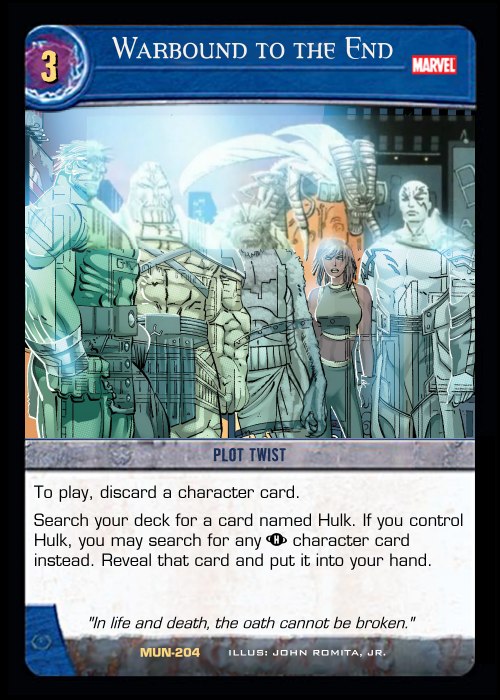 3
WARBOUND TO THE END
MARVEL
PLOT TWIST
To play, discard a character card.
Search your deck for a card named Hulk. If you control
Hulk, you may search for any character card
instead. Reveal that card and put it into your hand.
"In life and death, the oath cannot be broken."
MUN-204 ILLUS: JOHN ROMITA, JR.